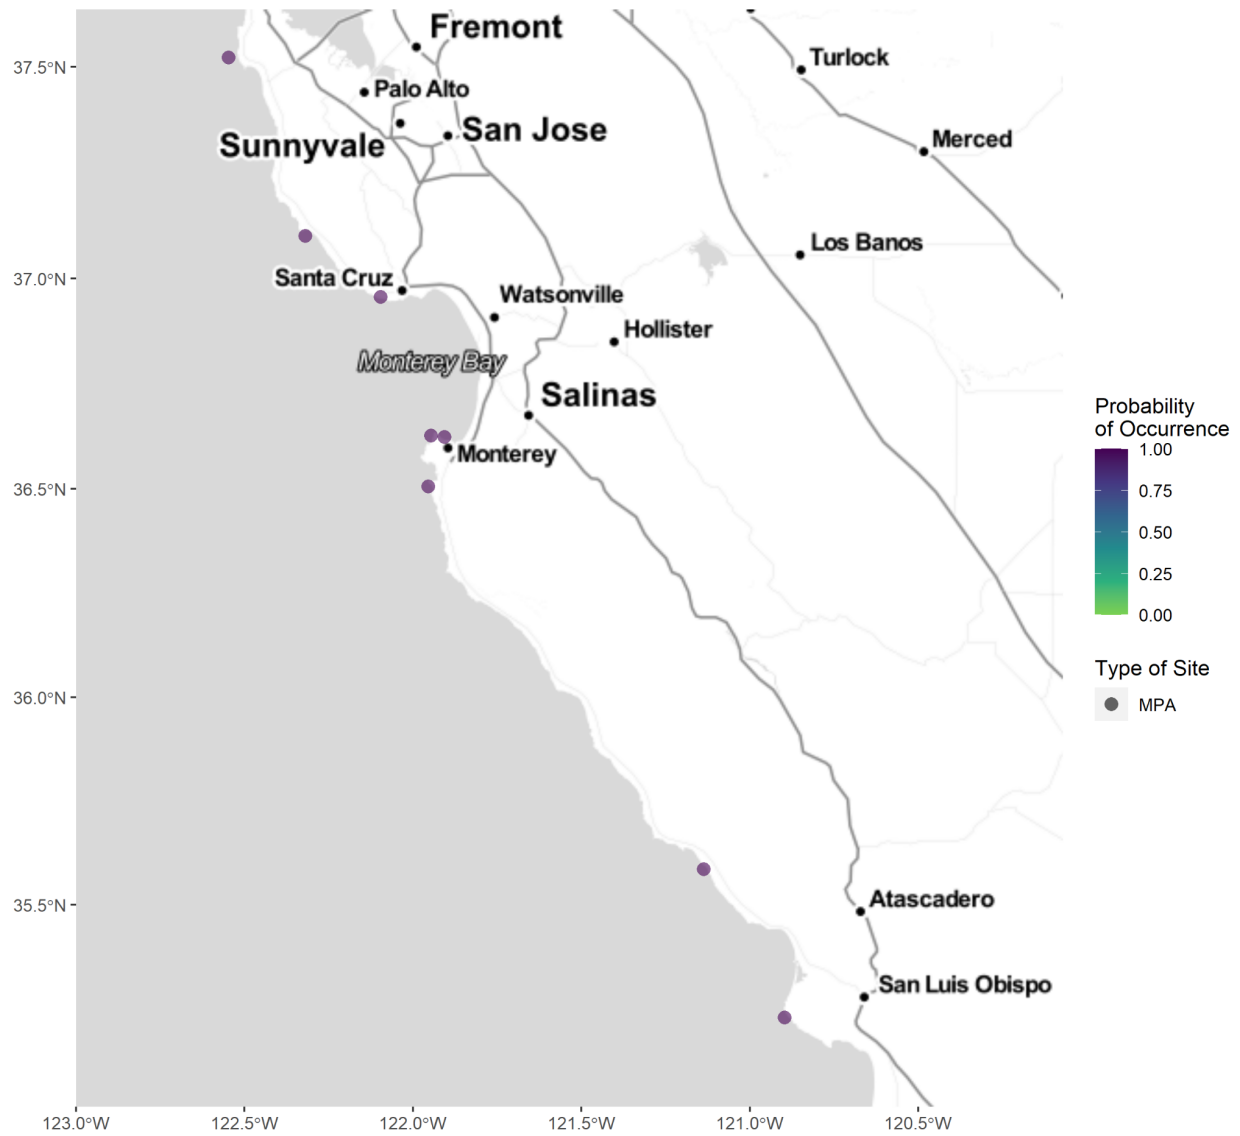 Fremont
Turlock
Palo Alto
San Jose
Sunnyvale
Merced
Los Banos
Santa Cruz
Watsonville
Hollister
Monterey Bay
Salinas
Monterey
Atascadero
San Luis Obispo
37.5°N
37.0°N
36.5°N
36.0°N
35.5°N
123.0°W
122.5°W
122.0°W
121.5°W
121.0°W
120.5°W
Probability
of Occurrence
1.00
0.75
0.50
0.25
0.00
Type of Site
MPA